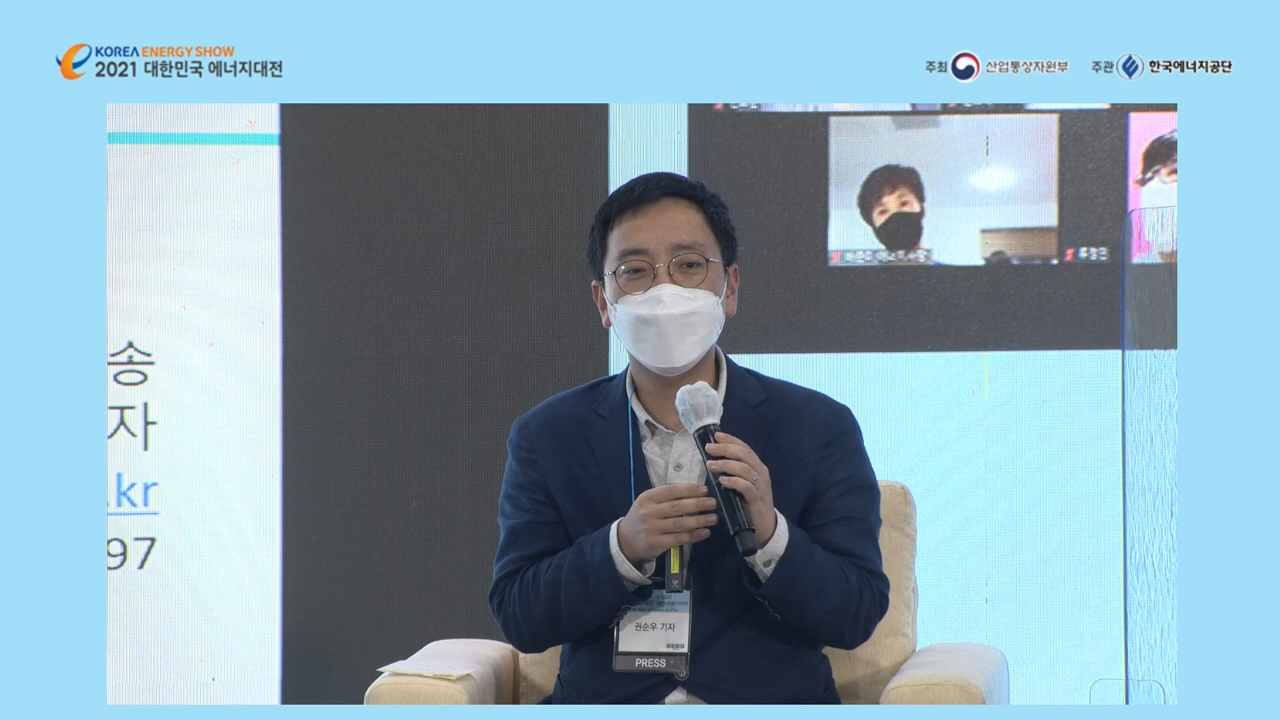 KOREA ENERGY SHOW
2021 대한민국 에너지대전
주최 산업통상자원부
주관 한국에너지공단
송
자
.kr
97
권순우 기자
PRESS